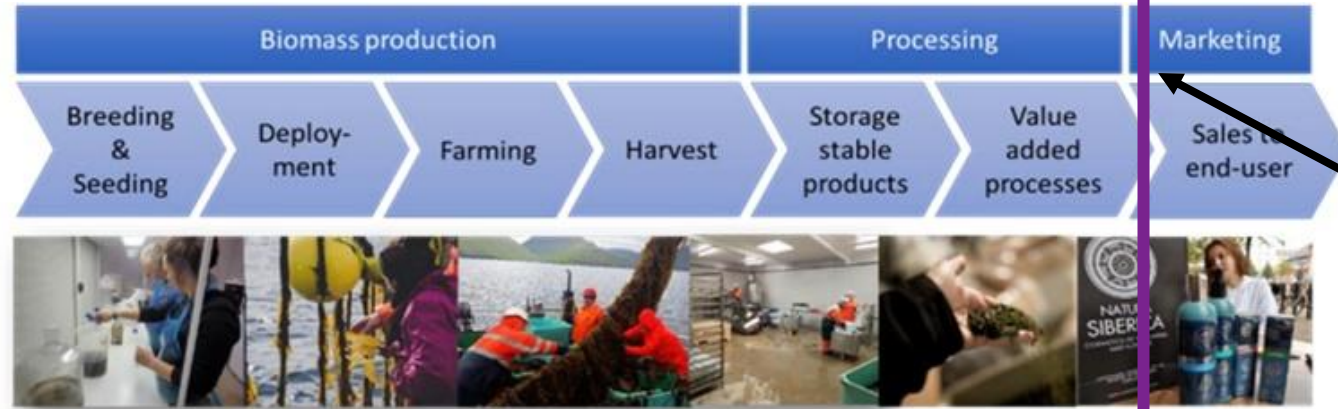 Biomass production
Processing
Marketing
Breeding
&
Seeding
Deploy-
ment
Farming
Harvest
Storage
stable
products
Value
added
processes
Sales to
end-user
NATU
SIBERICA